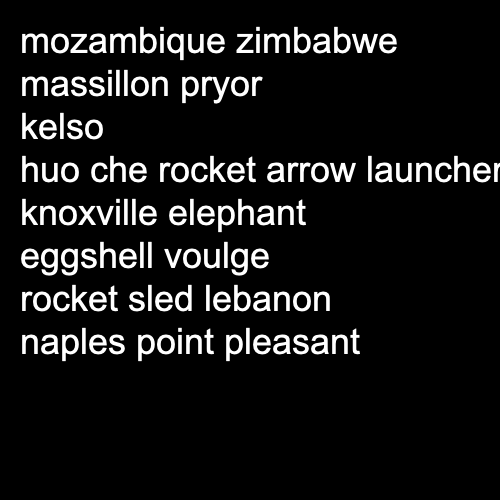 mozambique zimbabwe
massillon pryor
kelso
huo che rocket arrow launcher
knoxville elephant
eggshell voulge
rocket sled lebanon
naples point pleasant